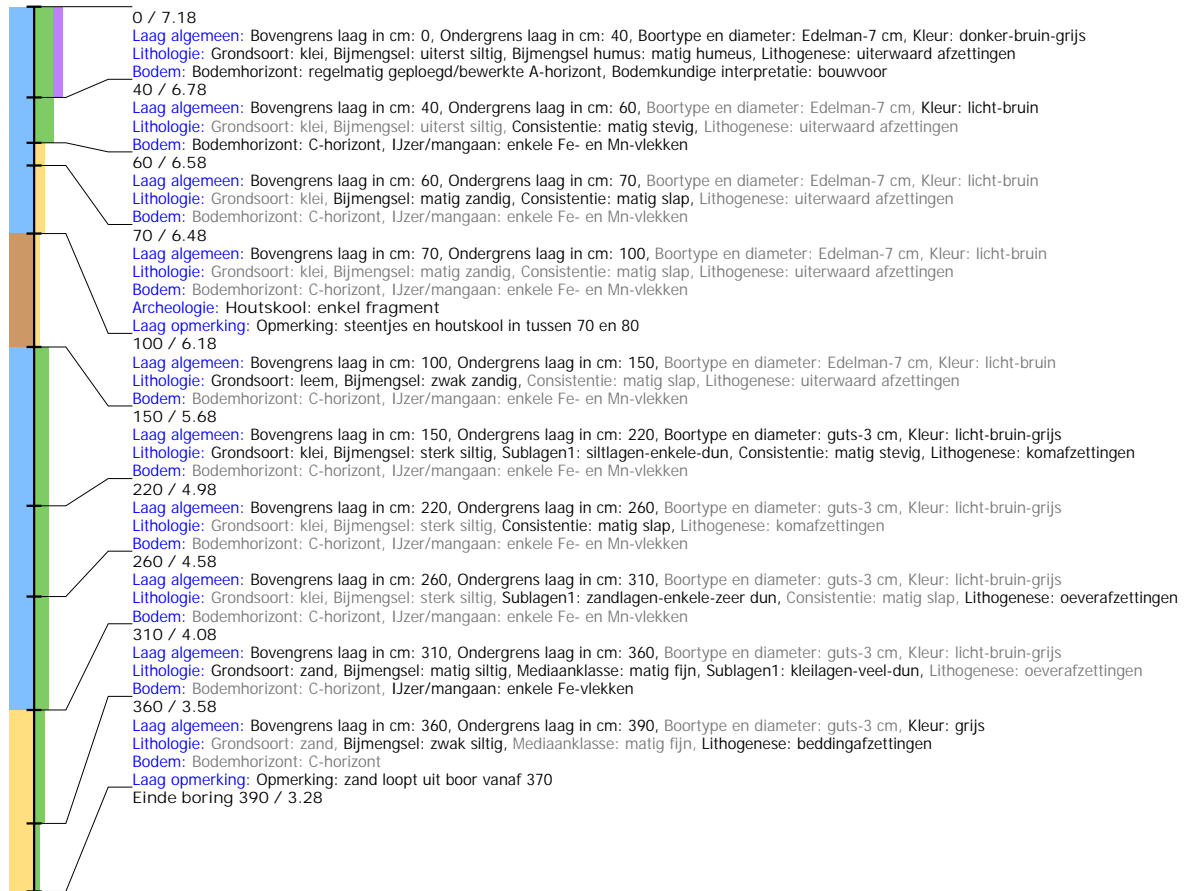 0 / 7.18
Laag algemeen: Bovengrens laag in cm: 0, Ondergrens laag in cm: 40, Boortype en diameter: Edelman-7 cm, Kleur: donker-bruin-grijs
Lithologie: Grondsoort: klei, Bijmengsel: uiterst siltig, Bijmengsel humus: matig humeus, Lithogenese: uiterwaard afzettingen
Bodem: Bodemhorizont: regelmatig geploegd/bewerkte A-horizont, Bodemkundige interpretatie: bouwvoor
40 / 6.78
Laag algemeen: Bovengrens laag in cm: 40, Ondergrens laag in cm: 60, Boortype en diameter: Edelman-7 cm, Kleur: licht-bruin
Lithologie: Grondsoort: klei, Bijmengsel: uiterst siltig, Consistentie: matig stevig, Lithogenese: uiterwaard afzettingen
Bodem: Bodemhorizont: C-horizont, IJzer/mangaan: enkele Fe- en Mn-vlekken
60 / 6.58
Laag algemeen: Bovengrens laag in cm: 60, Ondergrens laag in cm: 70, Boortype en diameter: Edelman-7 cm, Kleur: licht-bruin
Lithologie: Grondsoort: klei, Bijmengsel: matig zandig, Consistentie: matig slap, Lithogenese: uiterwaard afzettingen
Bodem: Bodemhorizont: C-horizont, IJzer/mangaan: enkele Fe- en Mn-vlekken
70 / 6.48
Laag algemeen: Bovengrens laag in cm: 70, Ondergrens laag in cm: 100, Boortype en diameter: Edelman-7 cm, Kleur: licht-bruin
Lithologie: Grondsoort: klei, Bijmengsel: matig zandig, Consistentie: matig slap, Lithogenese: uiterwaard afzettingen
Bodem: Bodemhorizont: C-horizont, IJzer/mangaan: enkele Fe- en Mn-vlekken
Archeologie: Houtskool: enkel fragment
Laag opmerking: Opmerking: steentjes en houtskool in tussen 70 en 80
100 / 6.18
Laag algemeen: Bovengrens laag in cm: 100, Ondergrens laag in cm: 150, Boortype en diameter: Edelman-7 cm, Kleur: licht-bruin
Lithologie: Grondsoort: leem, Bijmengsel: zwak zandig, Consistentie: matig slap, Lithogenese: uiterwaard afzettingen
Bodem: Bodemhorizont: C-horizont, IJzer/mangaan: enkele Fe- en Mn-vlekken
150 / 5.68
Laag algemeen: Bovengrens laag in cm: 150, Ondergrens laag in cm: 220, Boortype en diameter: guts-3 cm, Kleur: licht-bruin-grijs
Lithologie: Grondsoort: klei, Bijmengsel: sterk siltig, Sublagen1: siltlagen-enkele-dun, Consistentie: matig stevig, Lithogenese: komafzettingen
Bodem: Bodemhorizont: C-horizont, IJzer/mangaan: enkele Fe- en Mn-vlekken
220 / 4.98
Laag algemeen: Bovengrens laag in cm: 220, Ondergrens laag in cm: 260, Boortype en diameter: guts-3 cm, Kleur: licht-bruin-grijs
Lithologie: Grondsoort: klei, Bijmengsel: sterk siltig, Consistentie: matig slap, Lithogenese: komafzettingen
Bodem: Bodemhorizont: C-horizont, IJzer/mangaan: enkele Fe- en Mn-vlekken
260 / 4.58
Laag algemeen: Bovengrens laag in cm: 260, Ondergrens laag in cm: 310, Boortype en diameter: guts-3 cm, Kleur: licht-bruin-grijs
Lithologie: Grondsoort: klei, Bijmengsel: sterk siltig, Sublagen1: zandlagen-enkele-zeer dun, Consistentie: matig slap, Lithogenese: oeverafzettingen
Bodem: Bodemhorizont: C-horizont, IJzer/mangaan: enkele Fe- en Mn-vlekken
310 / 4.08
Laag algemeen: Bovengrens laag in cm: 310, Ondergrens laag in cm: 360, Boortype en diameter: guts-3 cm, Kleur: licht-bruin-grijs
Lithologie: Grondsoort: zand, Bijmengsel: matig siltig, Mediaanklasse: matig fijn, Sublagen1: kleilagen-veel-dun, Lithogenese: oeverafzettingen
Bodem: Bodemhorizont: C-horizont, IJzer/mangaan: enkele Fe-vlekken
360 / 3.58
Laag algemeen: Bovengrens laag in cm: 360, Ondergrens laag in cm: 390, Boortype en diameter: guts-3 cm, Kleur: grijs
Lithologie: Grondsoort: zand, Bijmengsel: zwak siltig, Mediaanklasse: matig fijn, Lithogenese: beddingafzettingen
Bodem: Bodemhorizont: C-horizont
Laag opmerking: Opmerking: zand loopt uit boor vanaf 370
Einde boring 390 / 3.28